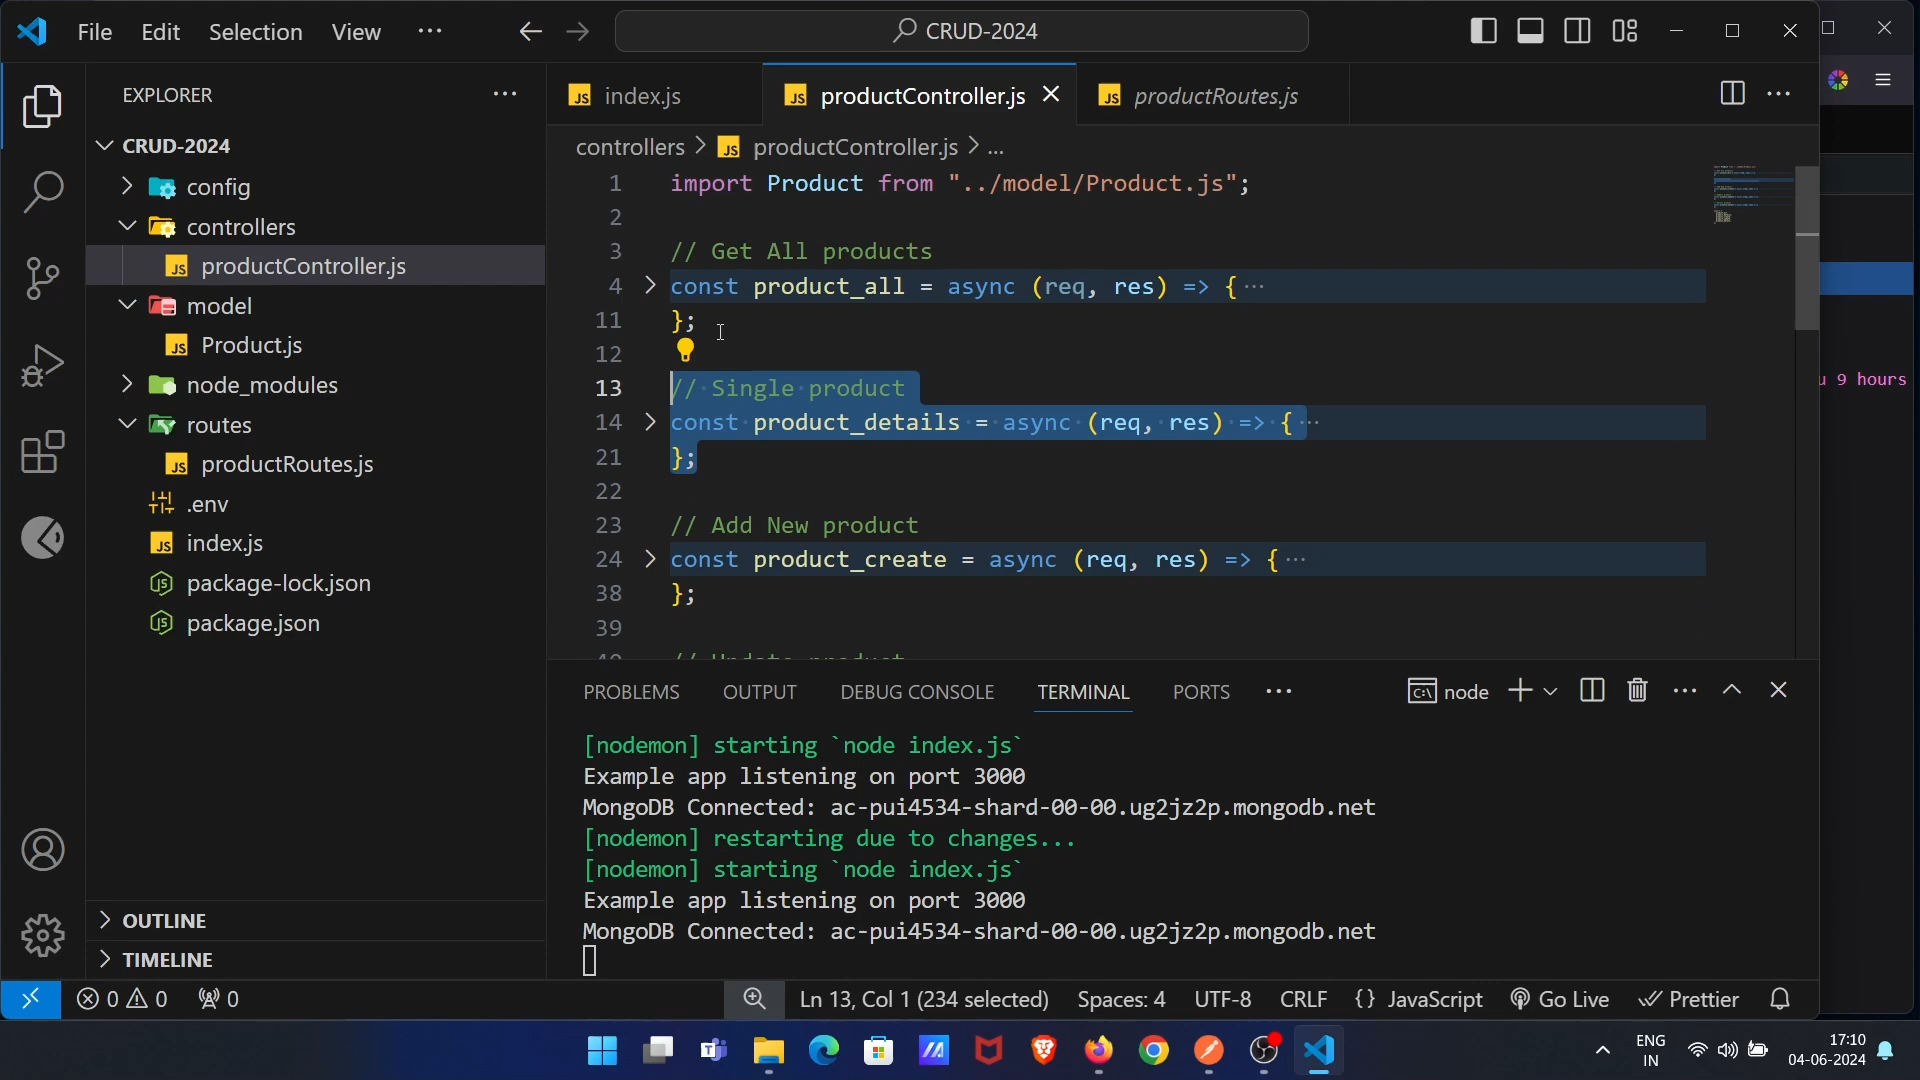 File Edit Selection View ··· CRUD-2024
EXPLORER ···
index.js productController.js productRoutes.js
CRUD-2024
config
controllers
productController.js
model
Product.js
node_modules
routes
productRoutes.js
.env
index.js
package-lock.json
package.json
OUTLINE
TIMELINE
controllers > JS productController.js > ...
1 import Product from "../model/Product.js";
2
3 // Get All products
4 const product_all = async (req, res) => {···
11 };
12
13 // Single product
14 const product_details = async (req, res) => {···
21 };
22
23 // Add New product
24 const product_create = async (req, res) => {···
38 };
39
40 // Update product
u 9 hours
PROBLEMS OUTPUT DEBUG CONSOLE TERMINAL PORTS ··· node
[nodemon] starting `node index.js`
Example app listening on port 3000
MongoDB Connected: ac-pui4534-shard-00-00.ug2jz2p.mongodb.net
[nodemon] restarting due to changes...
[nodemon] starting `node index.js`
Example app listening on port 3000
MongoDB Connected: ac-pui4534-shard-00-00.ug2jz2p.mongodb.net
0 0 0 Ln 13, Col 1 (234 selected) Spaces: 4 UTF-8 CRLF {} JavaScript Go Live Prettier
ENG
IN
17:10
04-06-2024